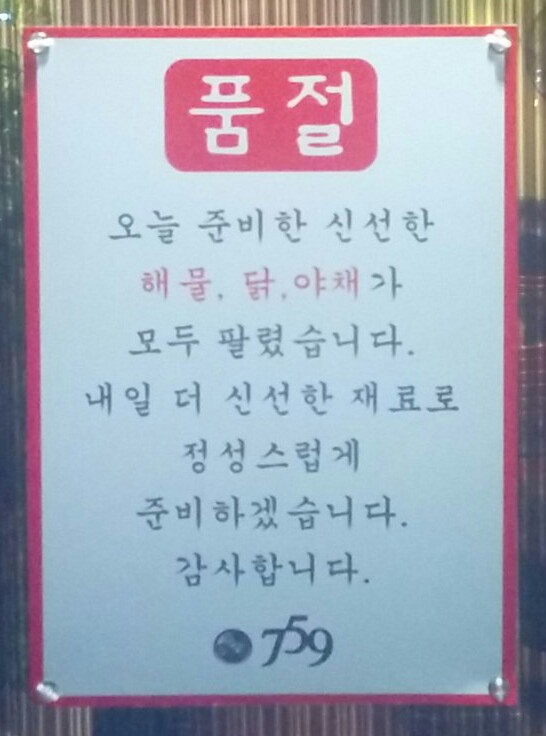 품절
오늘 준비한 신선한
해물, 닭, 야채가
모두 팔렸습니다.
내일 더 신선한 재료로
정성스럽게
준비하겠습니다.
감사합니다.
759